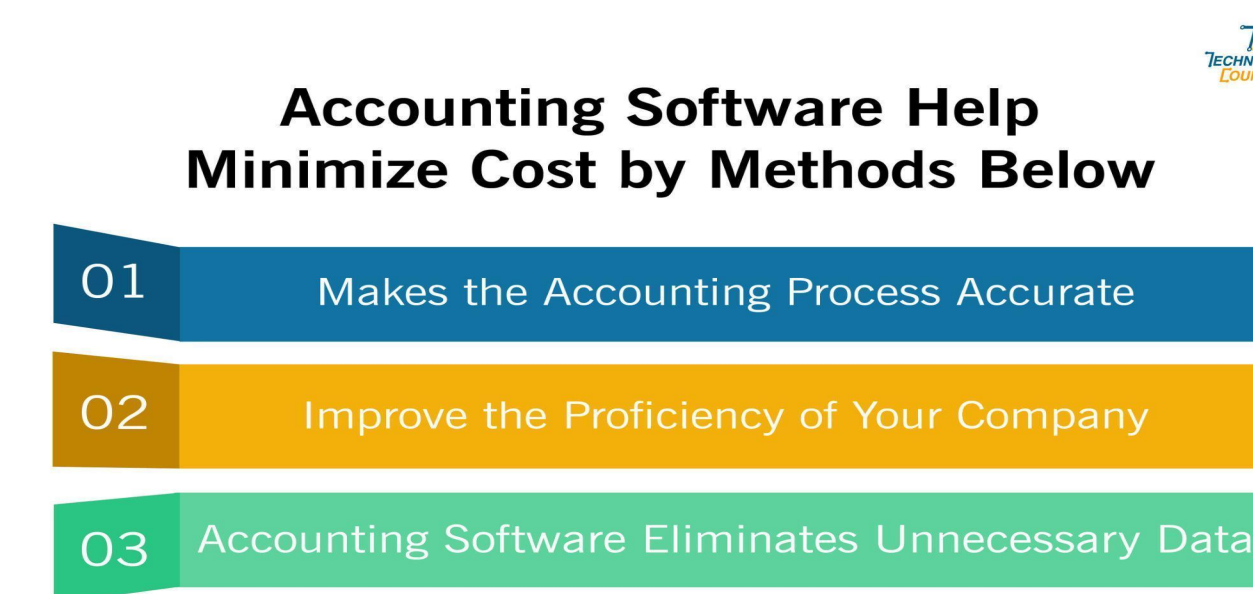 Accounting Software Help
Minimize Cost by Methods Below
01
Makes the Accounting Process Accurate
02
Improve the Proficiency of Your Company
03
Accounting Software Eliminates Unnecessary Data